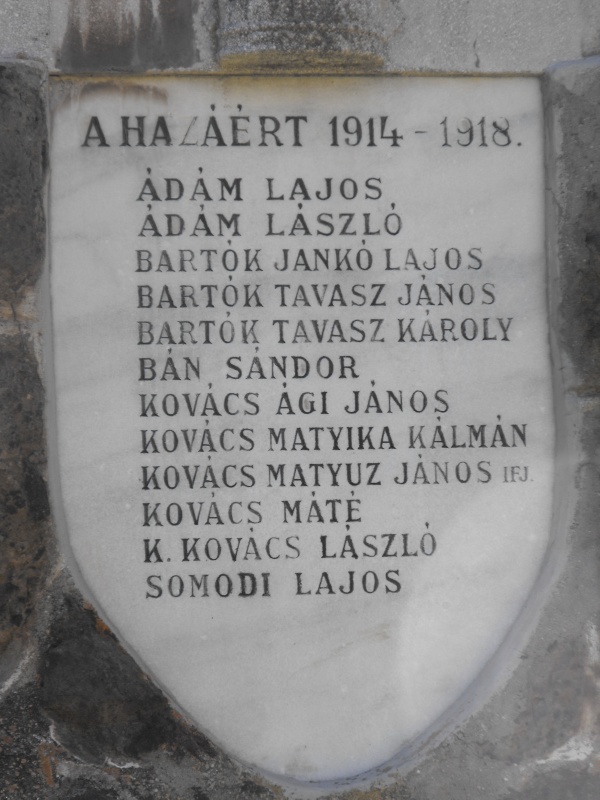 A HAZÁÉRT 1914 - 1918.
ÁDÁM LAJOS
ÁDÁM LÁSZLÓ
BARTÓK JANKÓ LAJOS
BARTÓK TAVASZ JÁNOS
BARTÓK TAVASZ KÁROLY
BÁN SÁNDOR
KOVÁCS ÁGI JÁNOS
KOVÁCS MATYIKA KÁLMÁN
KOVÁCS MATYUZ JÁNOS IFJ.
KOVÁCS MÁTÉ
K. KOVÁCS LÁSZLÓ
SOMODI LAJOS